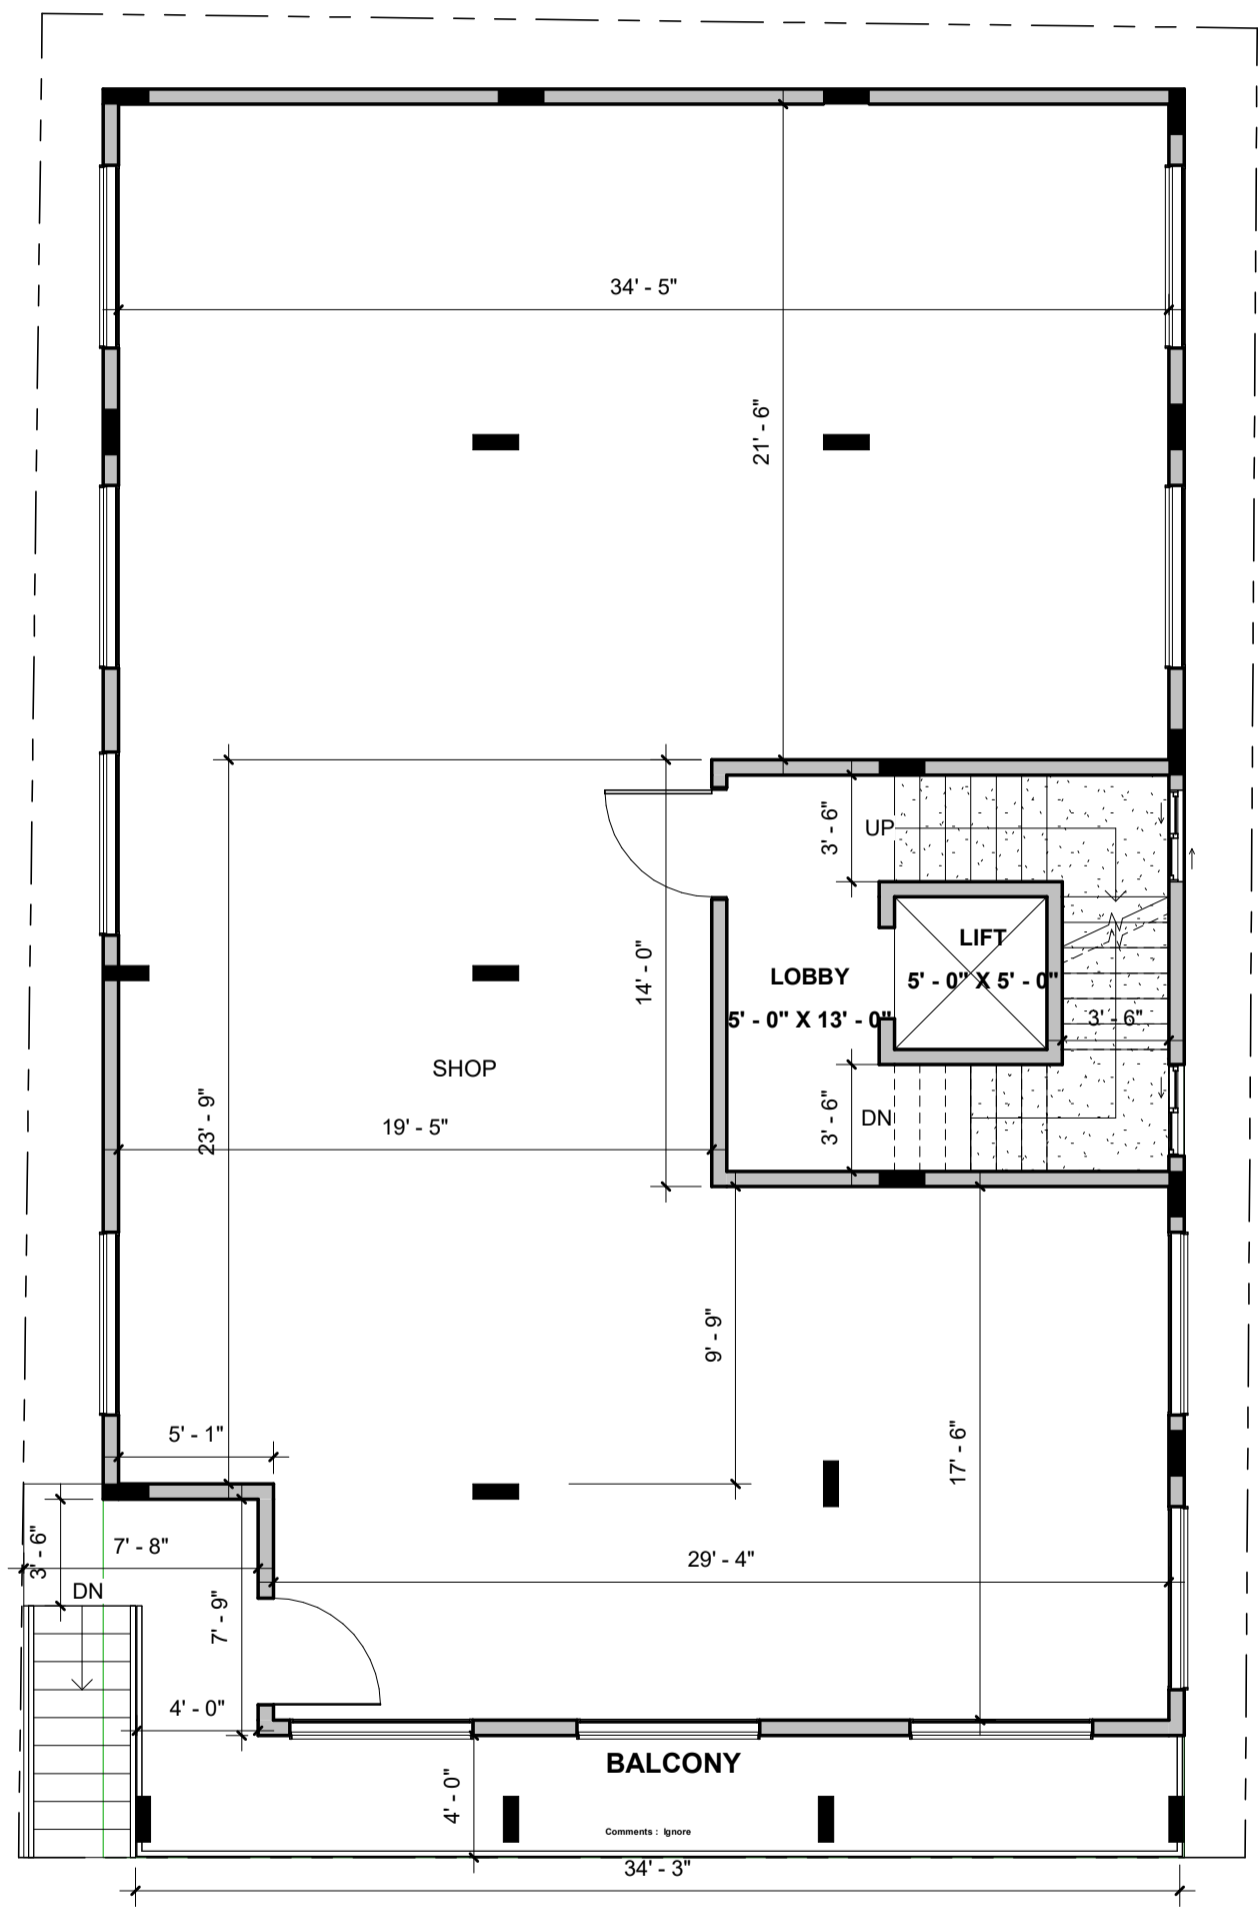 34' - 5"
21' - 6"
3' - 6"
UP
LIFT
5' - 0" X 5' - 0"
LOBBY
5' - 0" X 13' - 0"
14' - 0"
3' - 6"
SHOP
23' - 9"
19' - 5"
3' - 6"
DN
9' - 9"
5' - 1"
17' - 6"
3' - 6"
7' - 8"
29' - 4"
DN
7' - 9"
4' - 0"
BALCONY
4' - 0"
Comments : Ignore
34' - 3"